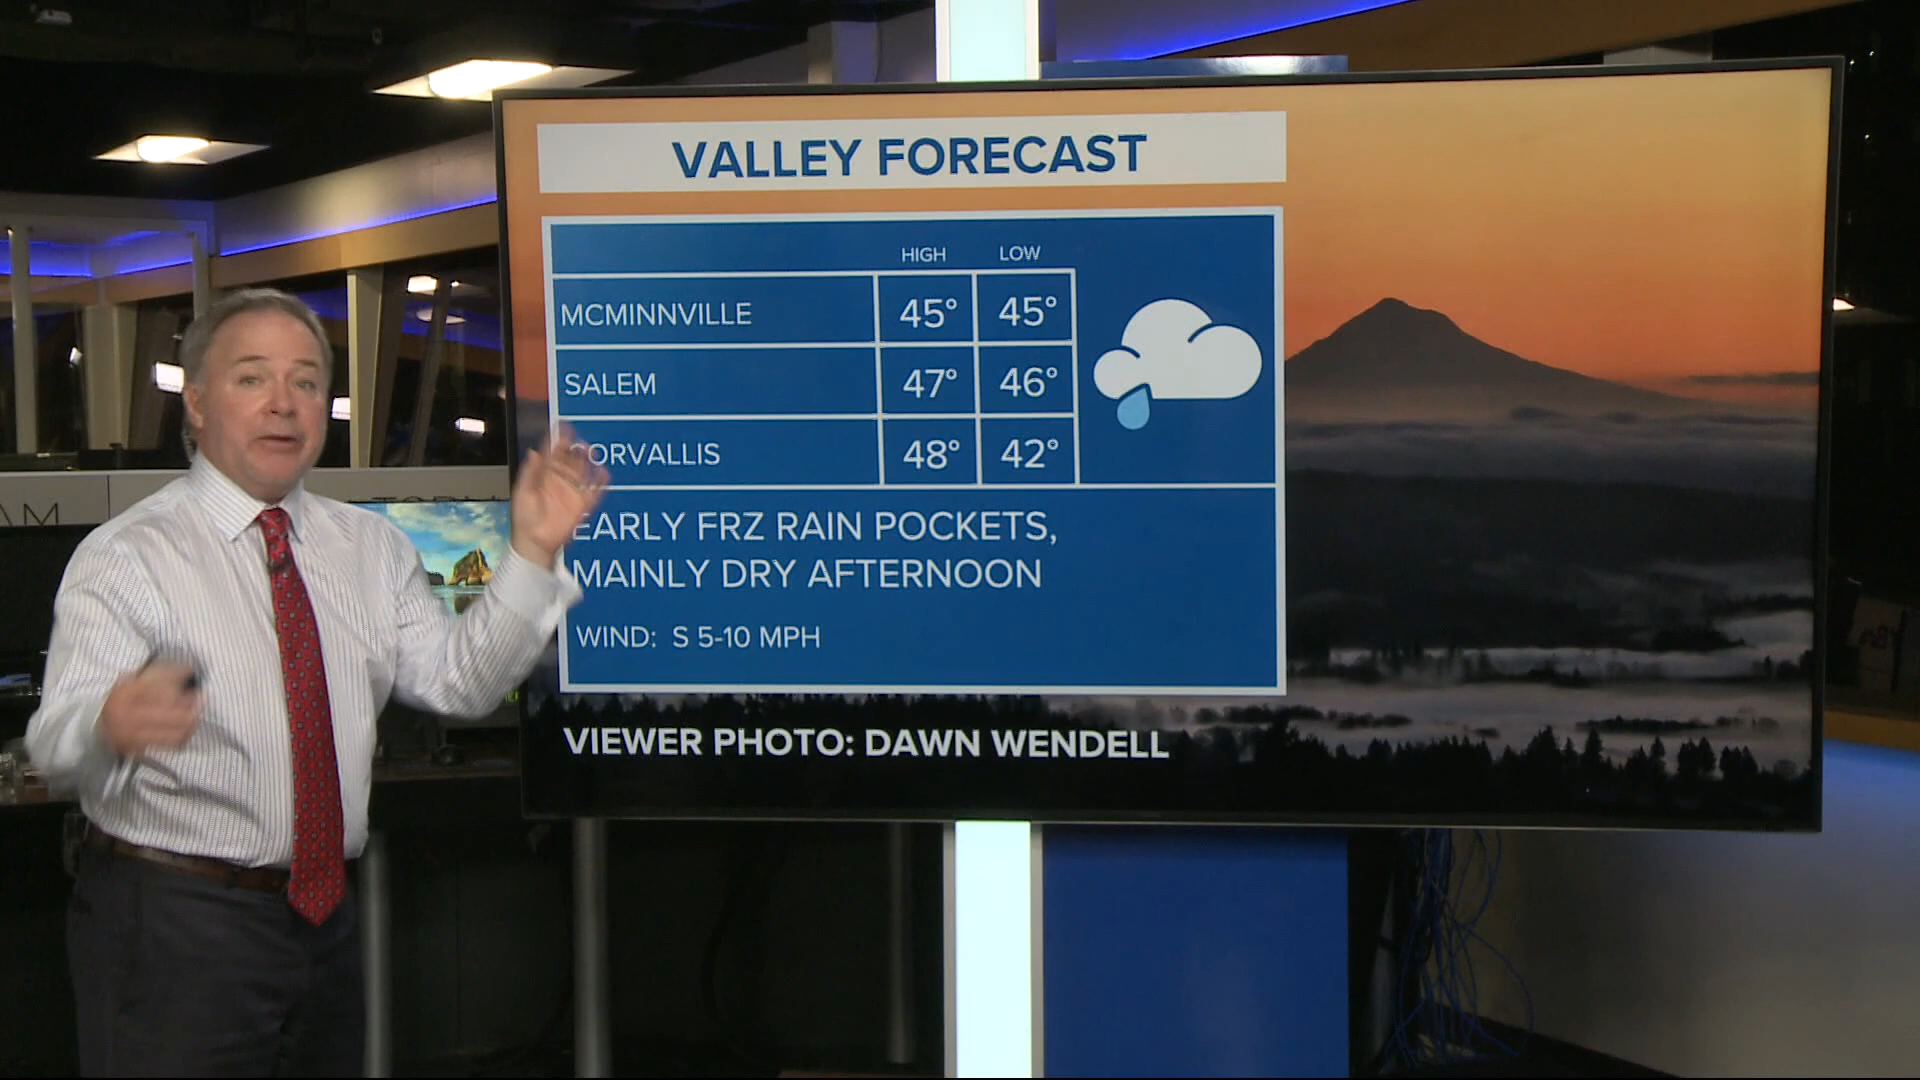 VALLEY FORECAST
HIGH LOW
MCMINNVILLE 45° 45°
SALEM 47° 46°
CORVALLIS 48° 42°
EARLY FRZ RAIN POCKETS,
MAINLY DRY AFTERNOON
WIND: S 5-10 MPH
VIEWER PHOTO: DAWN WENDELL
AM